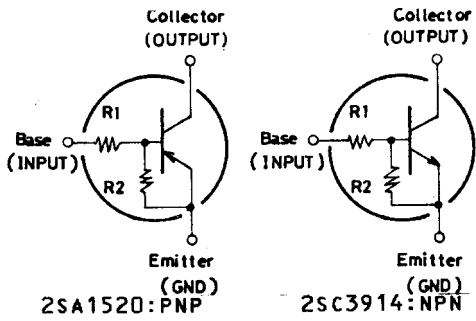 Collector
(OUTPUT)
R1
Base
(INPUT)
R2
Emitter
(GND)
2SA1520:PNP
Collector
(OUTPUT)
R1
Base
(INPUT)
R2
Emitter
(GND)
2SC3914:NPN